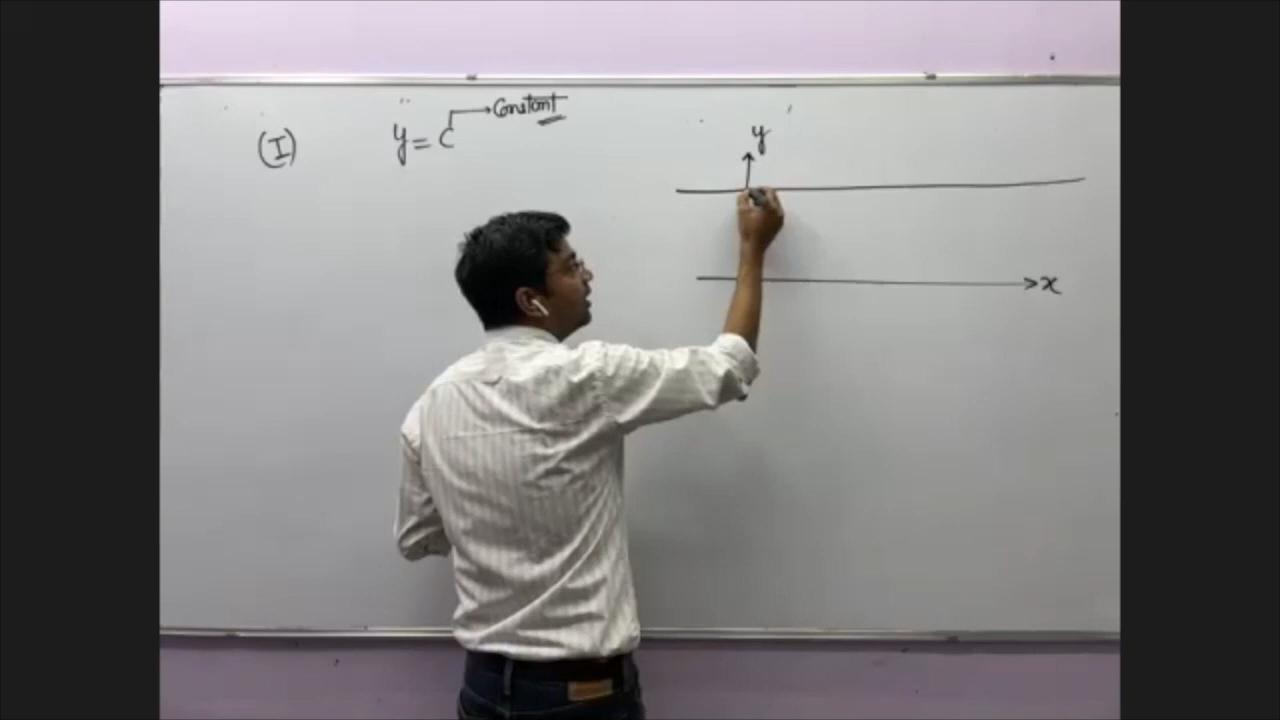 (I) y = C → Constant
y
x